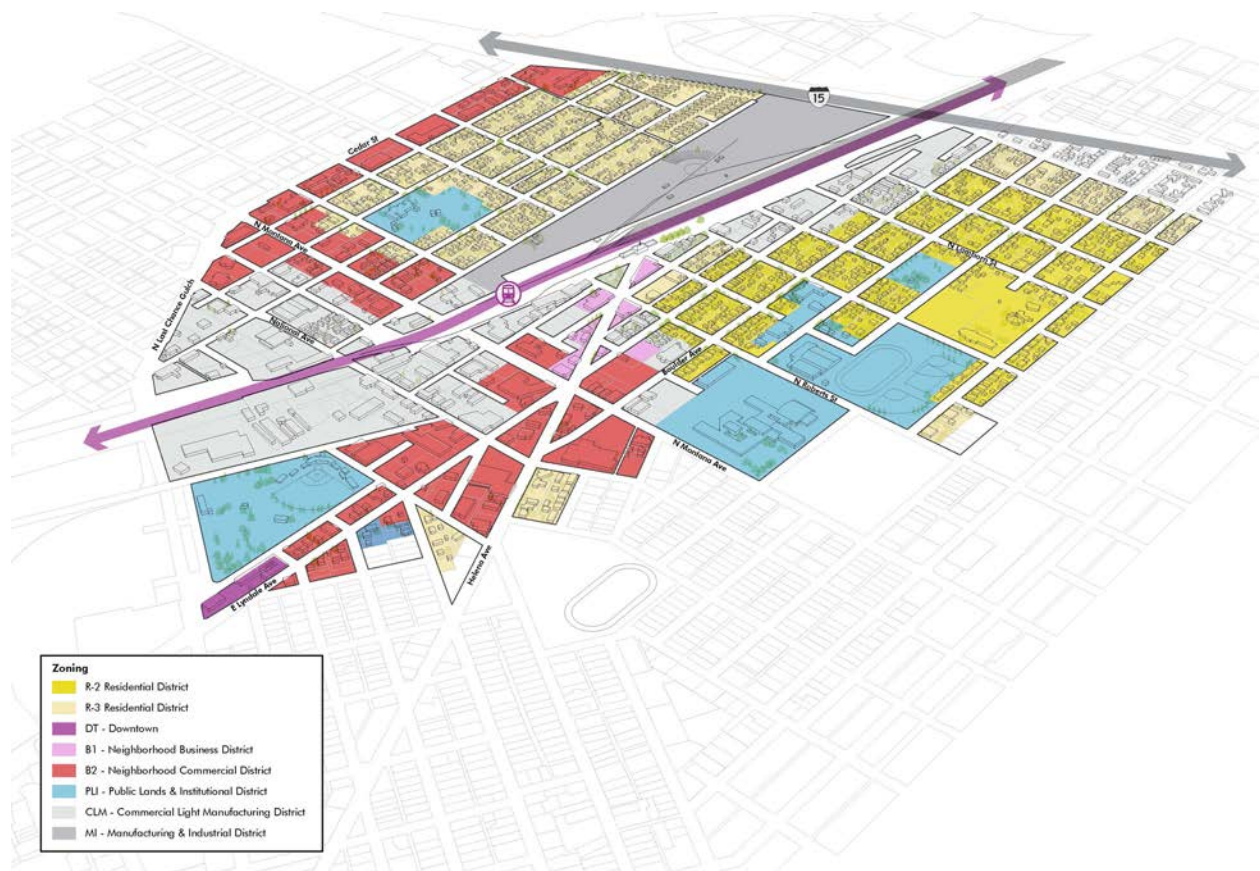 15
Cedar St
N Montana Ave
N Last Chance Gulch
National Ave
N Lamborn St
Boulder Ave
N Roberts St
N Montana Ave
Helena Ave
E Lyndale Ave
Zoning
R-2 Residential District
R-3 Residential District
DT - Downtown
B1 - Neighborhood Business District
B2 - Neighborhood Commercial District
PLI - Public Lands & Institutional District
CLM - Commercial Light Manufacturing District
MI - Manufacturing & Industrial District